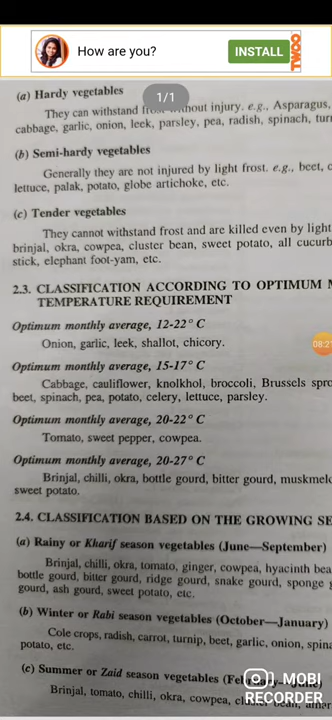 How are you?
INSTALL
TWOO
(a) Hardy vegetables
1/1
They can withstand without injury. e.g., Asparagus,
cabbage, garlic, onion, leek, parsley, pea, radish, spinach,
(b) Semi-hardy vegetables
Generally they are not injured by light frost. e.g., beet,
lettuce, palak, potato, globe artichoke, etc.
(c) Tender vegetables
They cannot withstand frost and are killed even by light
brinjal, okra, cowpea, cluster bean, sweet potato, all
stick, elephant foot-yam, etc.
2.3. CLASSIFICATION ACCORDING TO OPTIMUM
TEMPERATURE REQUIREMENT
Optimum monthly average, 12-22° C
Onion, garlic, leek, shallot, chicory.
08:2
Optimum monthly average, 15-17° C
Cabbage, cauliflower, knolkhol, broccoli, Brussels
beet, spinach, pea, potato, celery, lettuce, parsley.
Optimum monthly average, 20-22° C
Tomato, sweet pepper, cowpea.
Optimum monthly average, 20-27° C
Brinjal, chilli, okra, bottle gourd, bitter gourd,
sweet potato.
2.4. CLASSIFICATION BASED ON THE GROWING
(a) Rainy or Kharif season vegetables (June—September)
Brinjal, chilli, okra, tomato, ginger, cowpea, hyacinth
bottle gourd, bitter gourd, ridge gourd, snake gourd, sponge
gourd, ash gourd, sweet potato, etc.
(b) Winter or Rabi season vegetables (October—January)
Cole crops, radish, carrot, turnip, beet, garlic, onion,
potato, etc.
(c) Summer or Zaid season vegetables
Brinjal, tomato, chilli, okra, cowpea,
MOBI
RECORDER